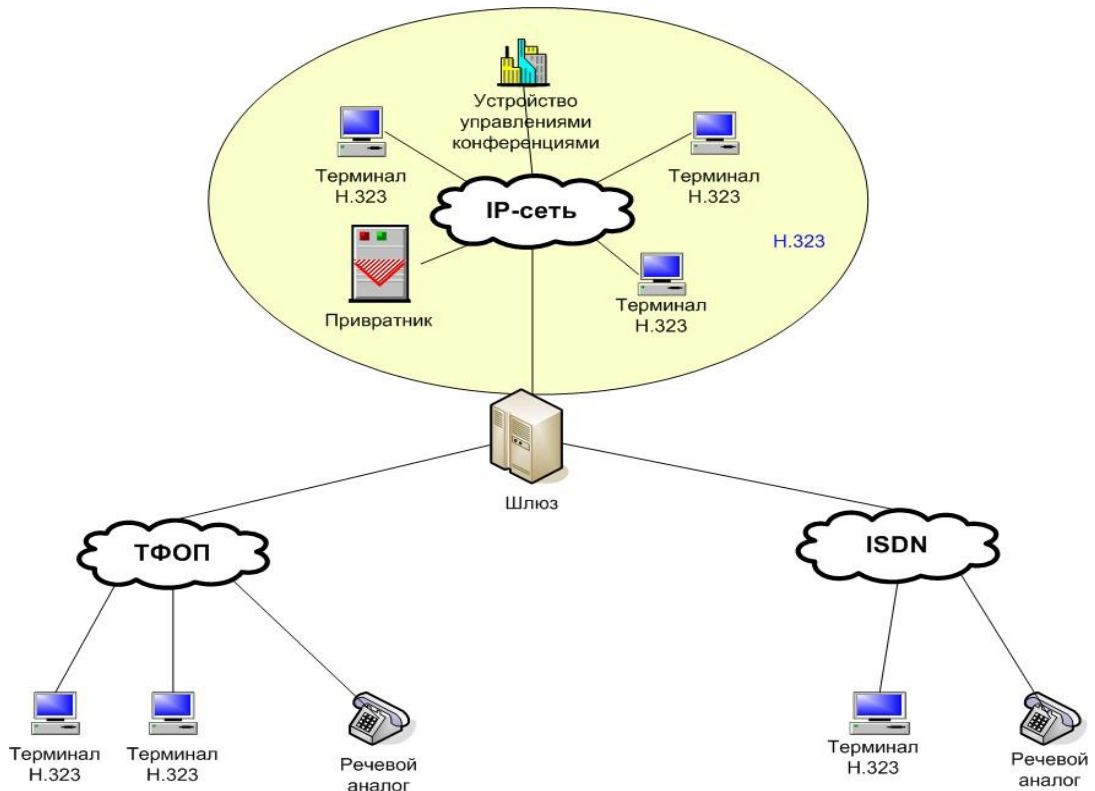 Устройство
управлениями
конференциями
Терминал
H.323
Терминал
H.323
IP-сеть
H.323
Привратник
Терминал
H.323
Шлюз
ТФОП
ISDN
Терминал
H.323
Терминал
H.323
Речевой
аналог
Терминал
H.323
Речевой
аналог